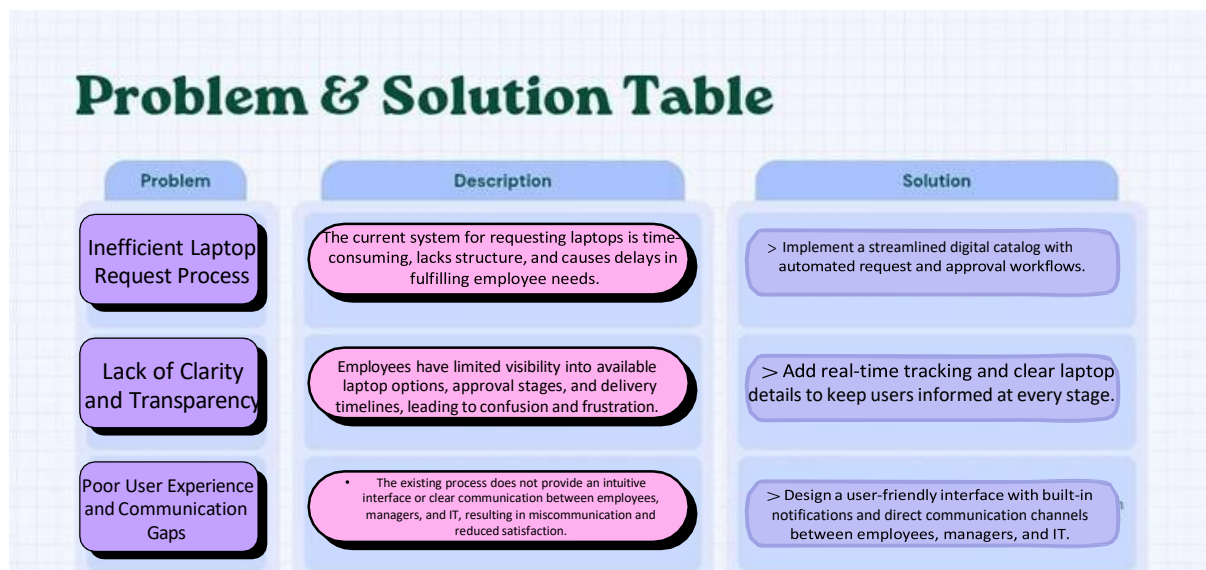 Problem & Solution Table
Problem
Description
Solution
Inefficient Laptop
Request Process
The current system for requesting laptops is time-
consuming, lacks structure, and causes delays in
fulfilling employee needs.
> Implement a streamlined digital catalog with
automated request and approval workflows.
Lack of Clarity
and Transparency
Employees have limited visibility into available
laptop options, approval stages, and delivery
timelines, leading to confusion and frustration.
> Add real-time tracking and clear laptop
details to keep users informed at every stage.
Poor User Experience
and Communication
Gaps
• The existing process does not provide an intuitive
interface or clear communication between employees,
managers, and IT, resulting in miscommunication and
reduced satisfaction.
> Design a user-friendly interface with built-in
notifications and direct communication channels
between employees, managers, and IT.